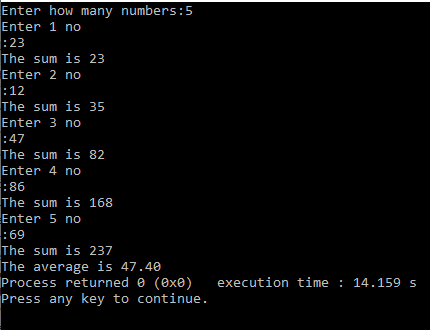 Enter how many numbers:5
Enter 1 no
:23
The sum is 23
Enter 2 no
:12
The sum is 35
Enter 3 no
:47
The sum is 82
Enter 4 no
:86
The sum is 168
Enter 5 no
:69
The sum is 237
The average is 47.40
Process returned 0 (0x0)   execution time : 14.159 s
Press any key to continue.